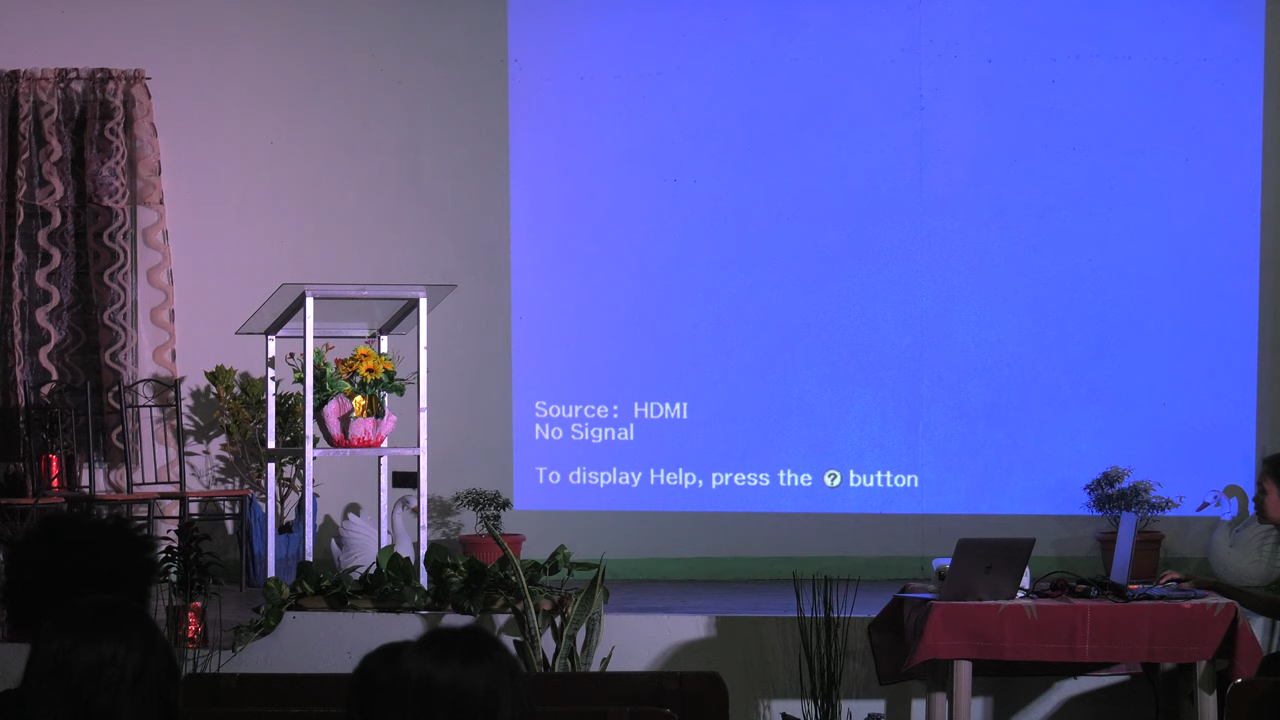 Source: HDMI
No Signal
To display Help, press the ? button